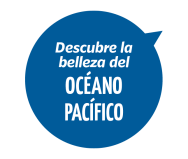 Descubre la
belleza del
OCÉANO
PACÍFICO